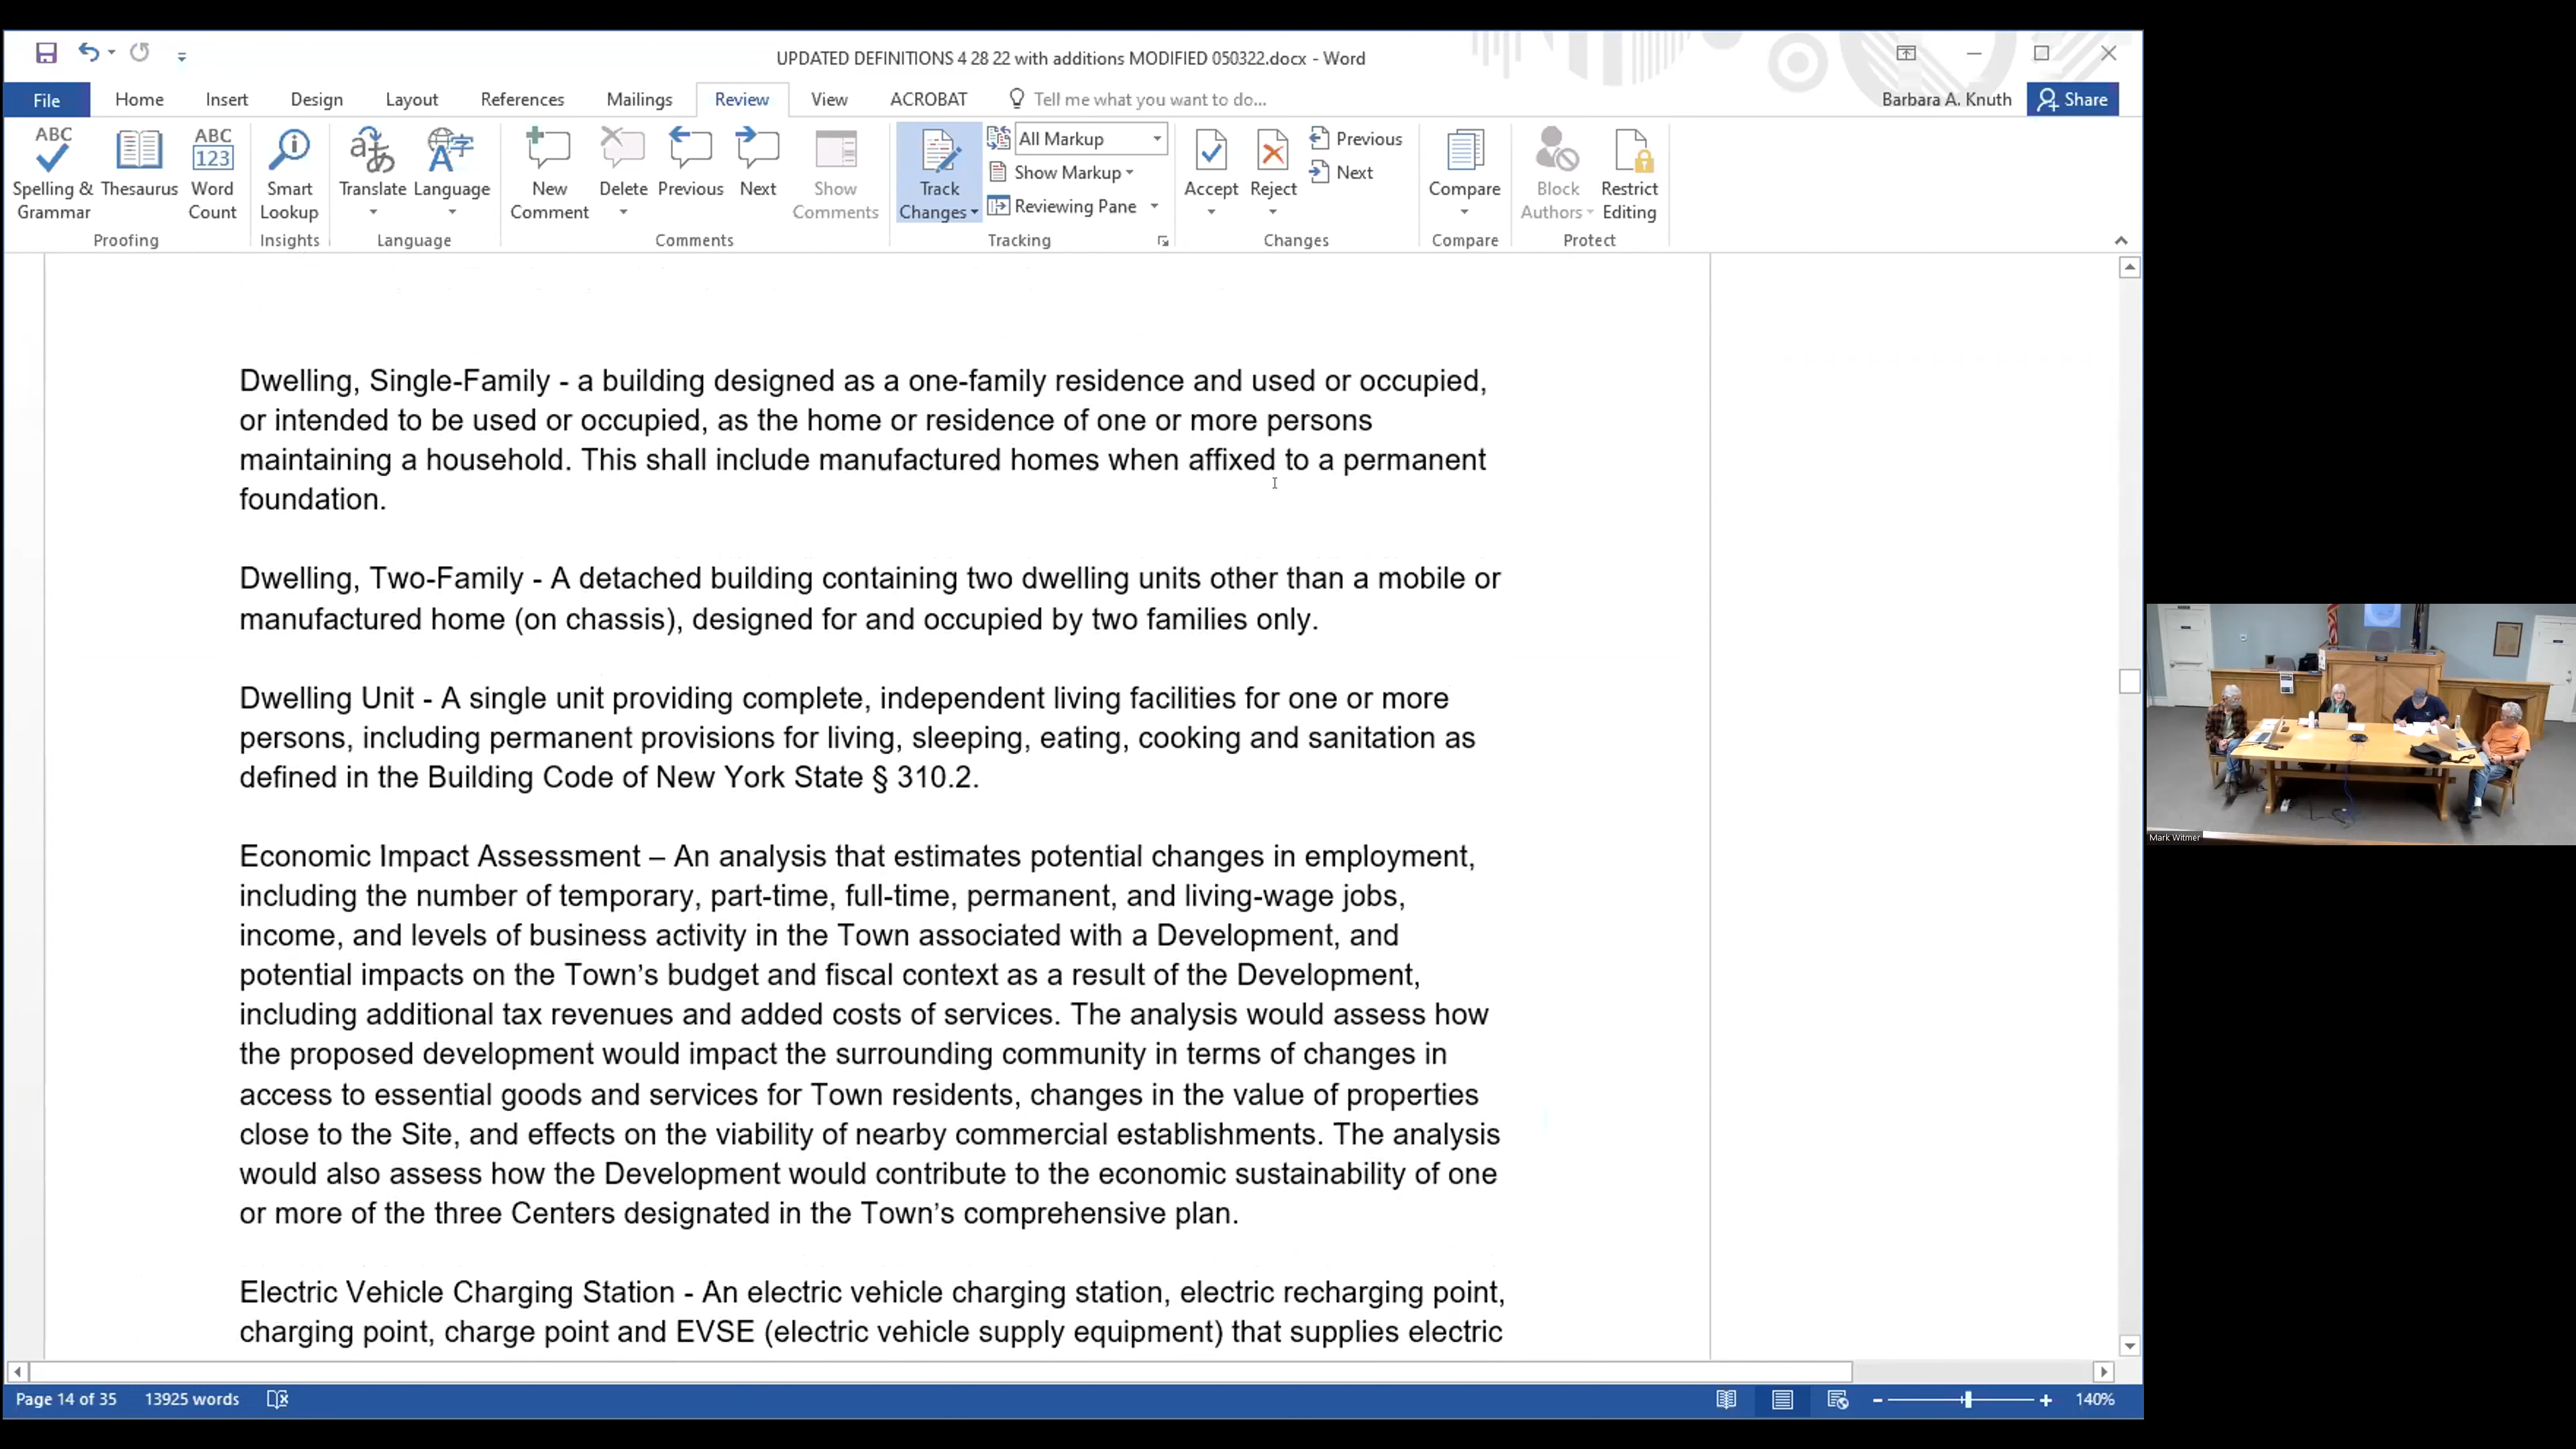 UPDATED DEFINITIONS 4 28 22 with additions MODIFIED 050322.docx - Word
File Home Insert Design Layout References Mailings Review View ACROBAT Tell me what you want to do... Barbara A. Knuth Share
ABC Spelling & Grammar
Thesaurus
ABC 123 Word Count
Smart Lookup
Translate
Language
New Comment
Delete
Previous
Next
Show Comments
Track Changes
All Markup
Show Markup
Reviewing Pane
Accept
Reject
Previous
Next
Compare
Block Authors
Restrict Editing
Proofing Insights Language Comments Tracking Changes Compare Protect
Dwelling, Single-Family - a building designed as a one-family residence and used or occupied,
or intended to be used or occupied, as the home or residence of one or more persons
maintaining a household. This shall include manufactured homes when affixed to a permanent
foundation.
Dwelling, Two-Family - A detached building containing two dwelling units other than a mobile or
manufactured home (on chassis), designed for and occupied by two families only.
Dwelling Unit - A single unit providing complete, independent living facilities for one or more
persons, including permanent provisions for living, sleeping, eating, cooking and sanitation as
defined in the Building Code of New York State § 310.2.
Economic Impact Assessment – An analysis that estimates potential changes in employment,
including the number of temporary, part-time, full-time, permanent, and living-wage jobs,
income, and levels of business activity in the Town associated with a Development, and
potential impacts on the Town’s budget and fiscal context as a result of the Development,
including additional tax revenues and added costs of services. The analysis would assess how
the proposed development would impact the surrounding community in terms of changes in
access to essential goods and services for Town residents, changes in the value of properties
close to the Site, and effects on the viability of nearby commercial establishments. The analysis
would also assess how the Development would contribute to the economic sustainability of one
or more of the three Centers designated in the Town’s comprehensive plan.
Electric Vehicle Charging Station - An electric vehicle charging station, electric recharging point,
charging point, charge point and EVSE (electric vehicle supply equipment) that supplies electric
Page 14 of 35 13925 words 140%
Mark Witmer